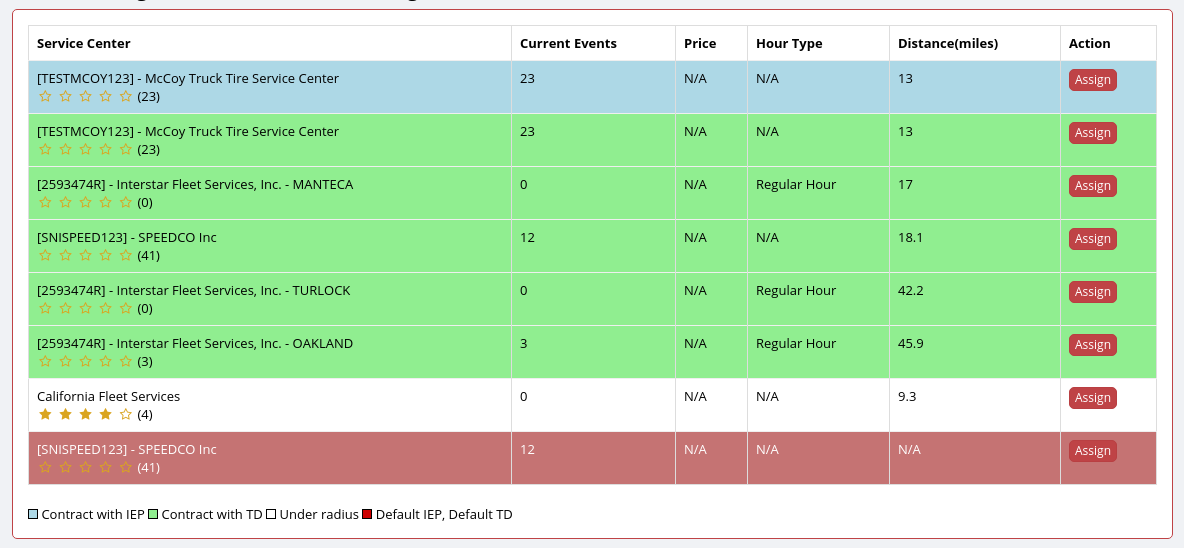 Service Center Current Events Price Hour Type Distance(miles) Action
[TESTMCOY123] - McCoy Truck Tire Service Center 23 N/A N/A 13 Assign
(23)
[TESTMCOY123] - McCoy Truck Tire Service Center 23 N/A N/A 13 Assign
(23)
[2593474R] - Interstar Fleet Services, Inc. - MANTECA 0 N/A Regular Hour 17 Assign
(0)
[SNISPEED123] - SPEEDCO Inc 12 N/A N/A 18.1 Assign
(41)
[2593474R] - Interstar Fleet Services, Inc. - TURLOCK 0 N/A Regular Hour 42.2 Assign
(0)
[2593474R] - Interstar Fleet Services, Inc. - OAKLAND 3 N/A Regular Hour 45.9 Assign
(3)
California Fleet Services 0 N/A N/A 9.3 Assign
(4)
[SNISPEED123] - SPEEDCO Inc 12 N/A N/A N/A Assign
(41)
Contract with IEP Contract with TD Under radius Default IEP, Default TD